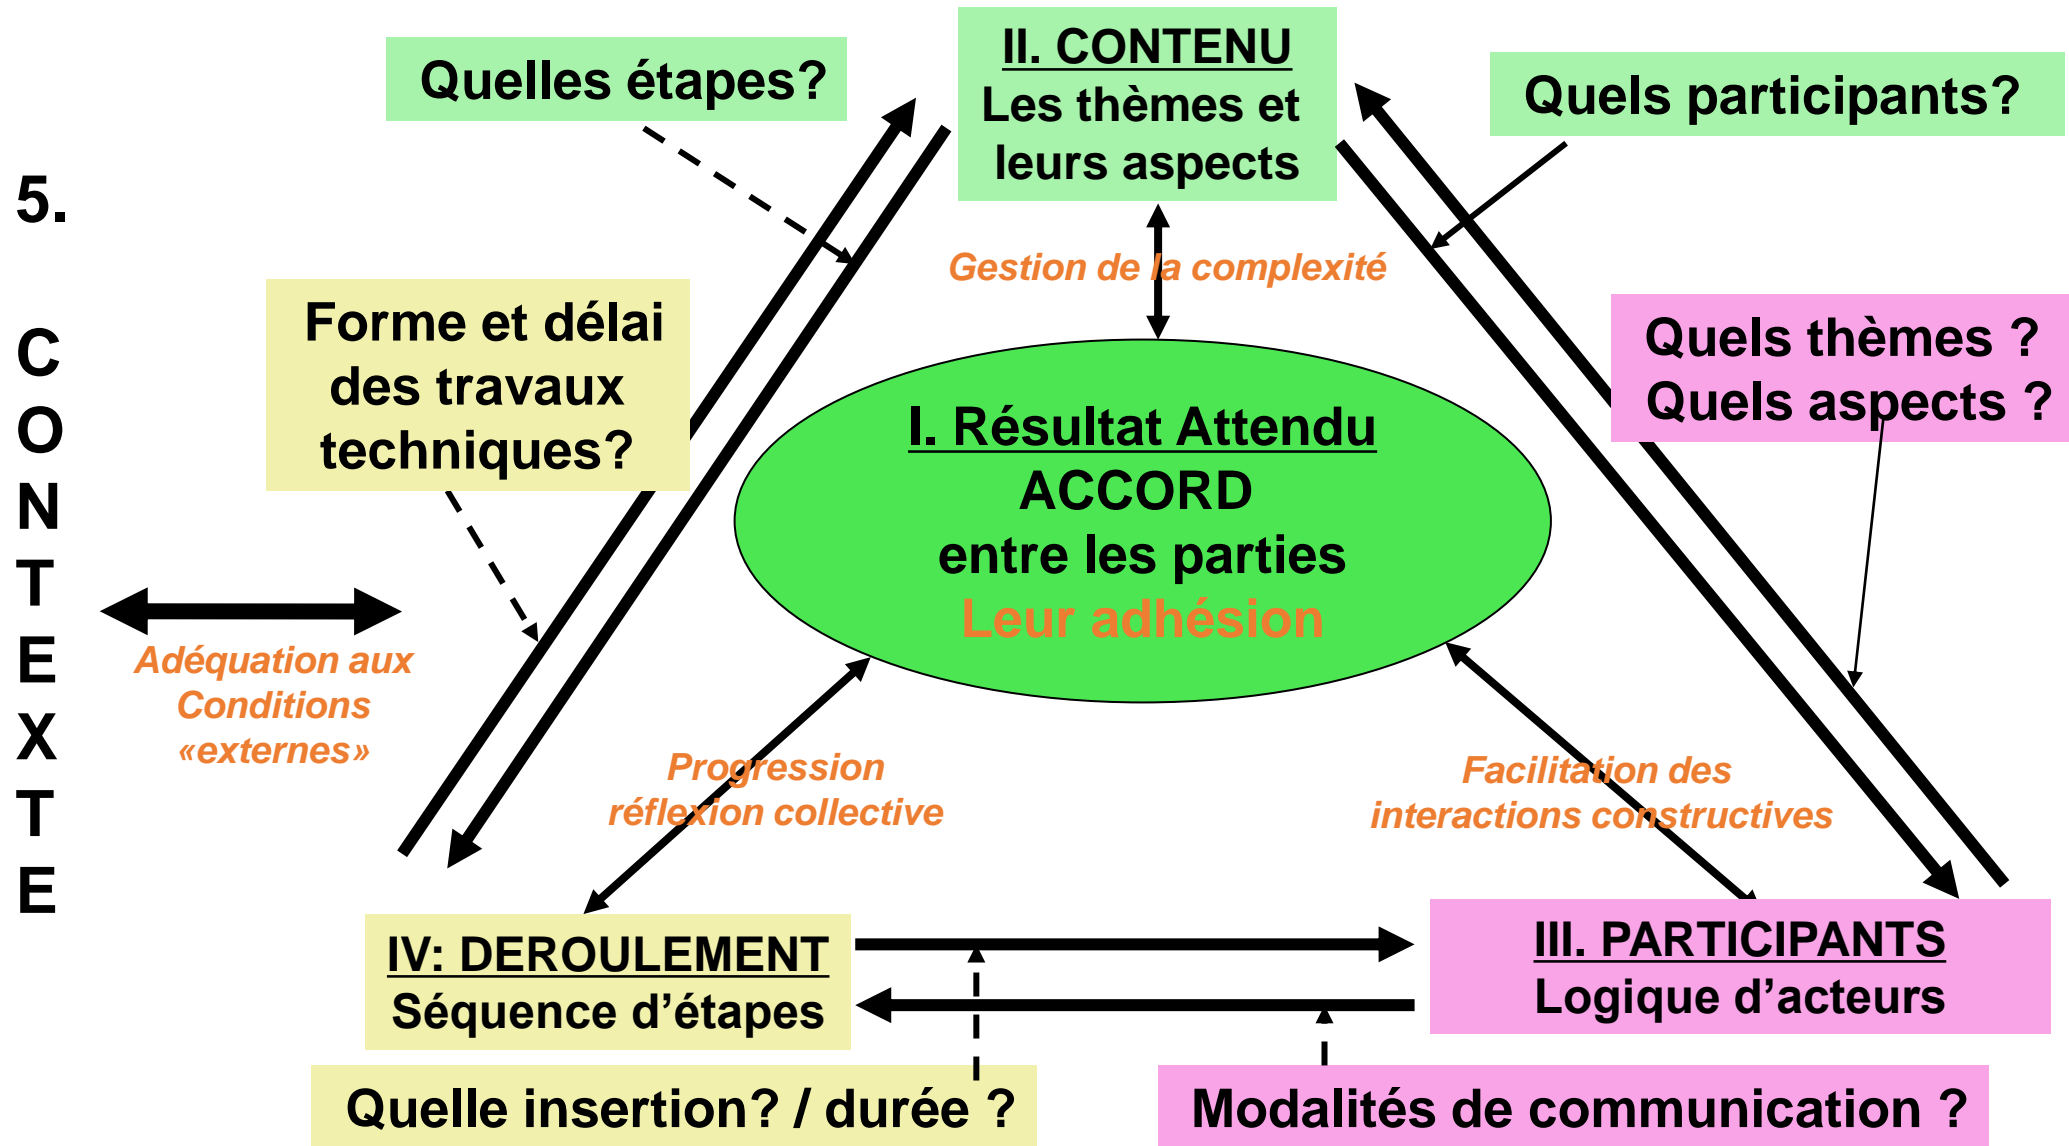 5.
C
O
N
T
E
X
T
E
Quelles étapes?
II. CONTENU
Les thèmes et
leurs aspects
Quels participants?
Gestion de la complexité
Forme et délai
des travaux
techniques?
Quels thèmes ?
Quels aspects ?
I. Résultat Attendu
ACCORD
entre les parties
Leur adhésion
Adéquation aux
Conditions
«externes»
Progression
réflexion collective
Facilitation des
interactions constructives
IV: DEROULEMENT
Séquence d’étapes
III. PARTICIPANTS
Logique d’acteurs
Quelle insertion? / durée ?
Modalités de communication ?